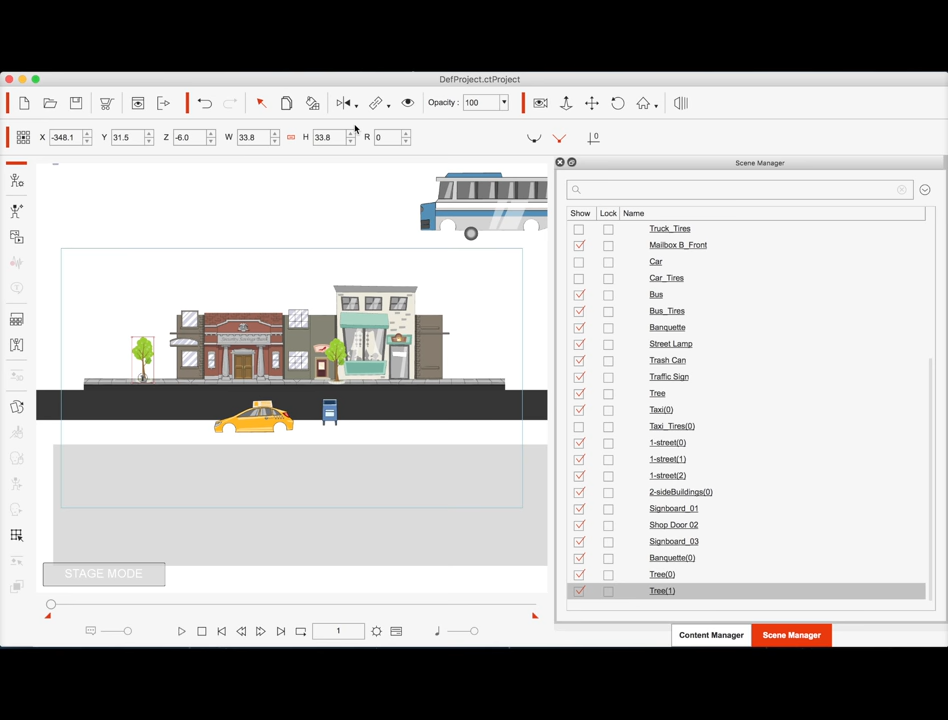 DefProject.ctProject
Opacity : 100
X -348.1 Y 31.5 Z -6.0 W 33.8 H 33.8 R 0
0
Scene Manager
Show Lock Name
Truck_Tires
Mailbox B_Front
Car
Car_Tires
Bus
Bus_Tires
Banquette
Street Lamp
Trash Can
Traffic Sign
Tree
Taxi(0)
Taxi_Tires(0)
1-street(0)
1-street(1)
1-street(2)
2-sideBuildings(0)
Signboard_01
Shop Door 02
Signboard_03
Banquette(0)
Tree(0)
Tree(1)
STAGE MODE
1
Content Manager
Scene Manager